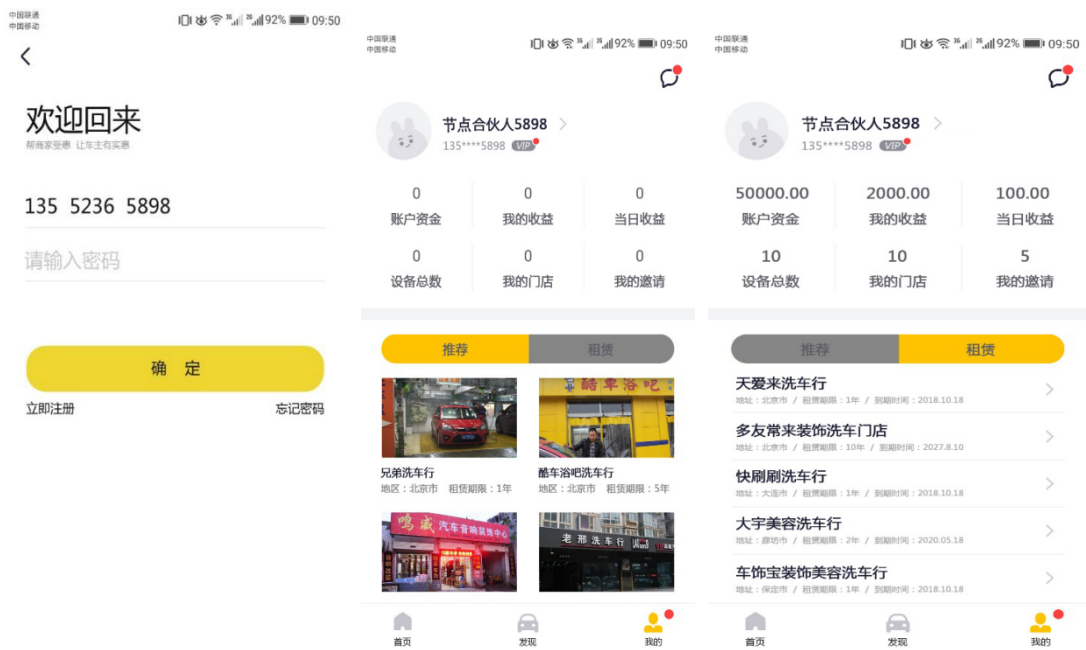 中国联通
中国移动
92% 09:50
欢迎回来
帮商家受惠 让车主有实惠
135 5236 5898
请输入密码
确 定
立即注册 忘记密码
中国联通
中国移动
92% 09:50
节点合伙人5898
135****5898 VIP
0 0 0
账户资金 我的收益 当日收益
0 0 0
设备总数 我的门店 我的邀请
推荐 租赁
酷车浴吧
兄弟洗车行 酷车浴吧洗车行
地区：北京市 租赁期限：1年 地区：北京市 租赁期限：5年
鸣威 汽车音响装饰中心
老邢洗车行
首页 发现 我的
中国联通
中国移动
92% 09:50
节点合伙人5898
135****5898 VIP
50000.00 2000.00 100.00
账户资金 我的收益 当日收益
10 10 5
设备总数 我的门店 我的邀请
推荐 租赁
天爱来洗车行
地址：北京市 / 租赁期限：1年 / 到期时间：2018.10.18
多友常来装饰洗车门店
地址：北京市 / 租赁期限：10年 / 到期时间：2027.8.10
快刷刷洗车行
地址：大连市 / 租赁期限：1年 / 到期时间：2018.10.18
大宇美容洗车行
地址：廊坊市 / 租赁期限：2年 / 到期时间：2020.05.18
车饰宝装饰美容洗车行
地址：保定市 / 租赁期限：1年 / 到期时间：2018.10.18
首页 发现 我的